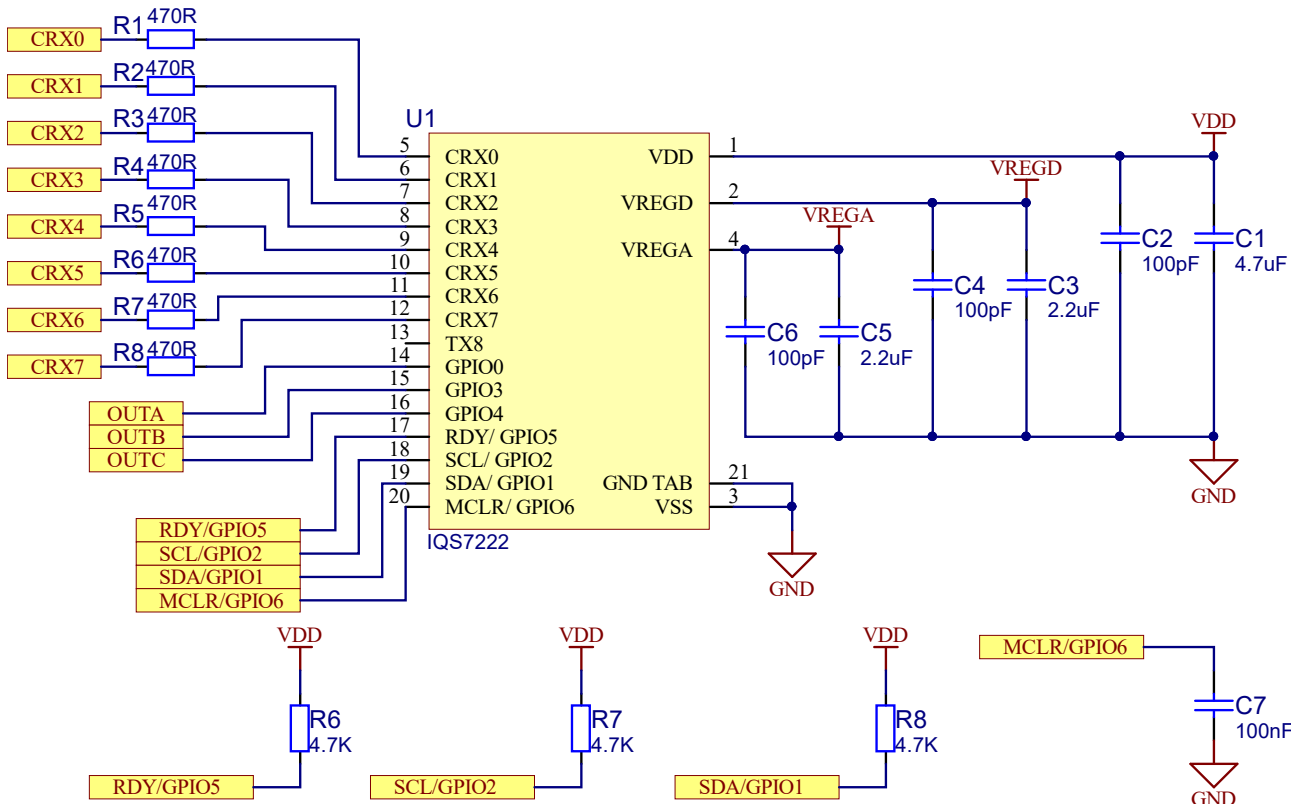 R1 470R
CRX0
R2 470R
CRX1
R3 470R
CRX2
R4 470R
CRX3
R5 470R
CRX4
R6 470R
CRX5
R7 470R
CRX6
R8 470R
CRX7
OUTA
OUTB
OUTC
RDY/GPIO5
SCL/GPIO2
SDA/GPIO1
MCLR/GPIO6
U1
5 CRX0
6 CRX1
7 CRX2
8 CRX3
9 CRX4
10 CRX5
11 CRX6
12 CRX7
13 TX8
14 GPIO0
15 GPIO3
16 GPIO4
17 RDY/ GPIO5
18 SCL/ GPIO2
19 SDA/ GPIO1
20 MCLR/ GPIO6
VDD 1
VREGD 2
VREGA 4
GND TAB 21
VSS 3
IQS7222
GND
VREGA
C6
100pF
C5
2.2uF
VREGD
C4
100pF
C3
2.2uF
VDD
C2
100pF
C1
4.7uF
GND
VDD
R6
4.7K
RDY/GPIO5
VDD
R7
4.7K
SCL/GPIO2
VDD
R8
4.7K
SDA/GPIO1
MCLR/GPIO6
C7
100nF
GND